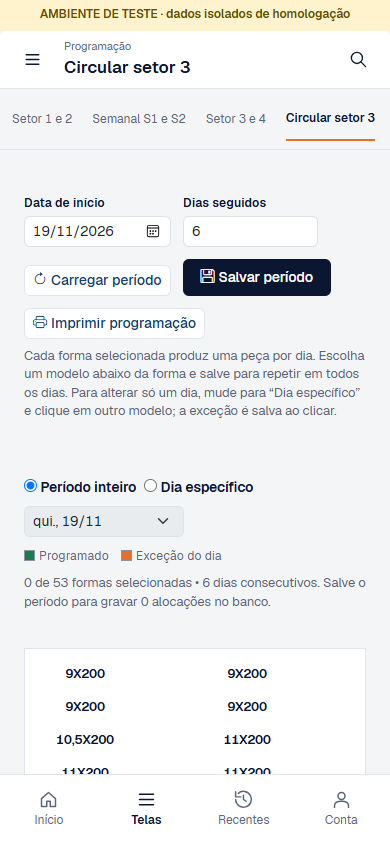 AMBIENTE DE TESTE · dados isolados de homologação
Programação
Circular setor 3
Setor 1 e 2
Semanal S1 e S2
Setor 3 e 4
Circular setor 3
Data de início
Dias seguidos
19/11/2026
6
Carregar período
Salvar período
Imprimir programação
Cada forma selecionada produz uma peça por dia. Escolha
um modelo abaixo da forma e salve para repetir em todos
os dias. Para alterar só um dia, mude para “Dia específico”
e clique em outro modelo; a exceção é salva ao clicar.
Período inteiro
Dia específico
qui., 19/11
Programado
Exceção do dia
0 de 53 formas selecionadas • 6 dias consecutivos. Salve o
período para gravar 0 alocações no banco.
9X200
9X200
9X200
9X200
10,5X200
11X200
11X200
11X200
Início
Telas
Recentes
Conta